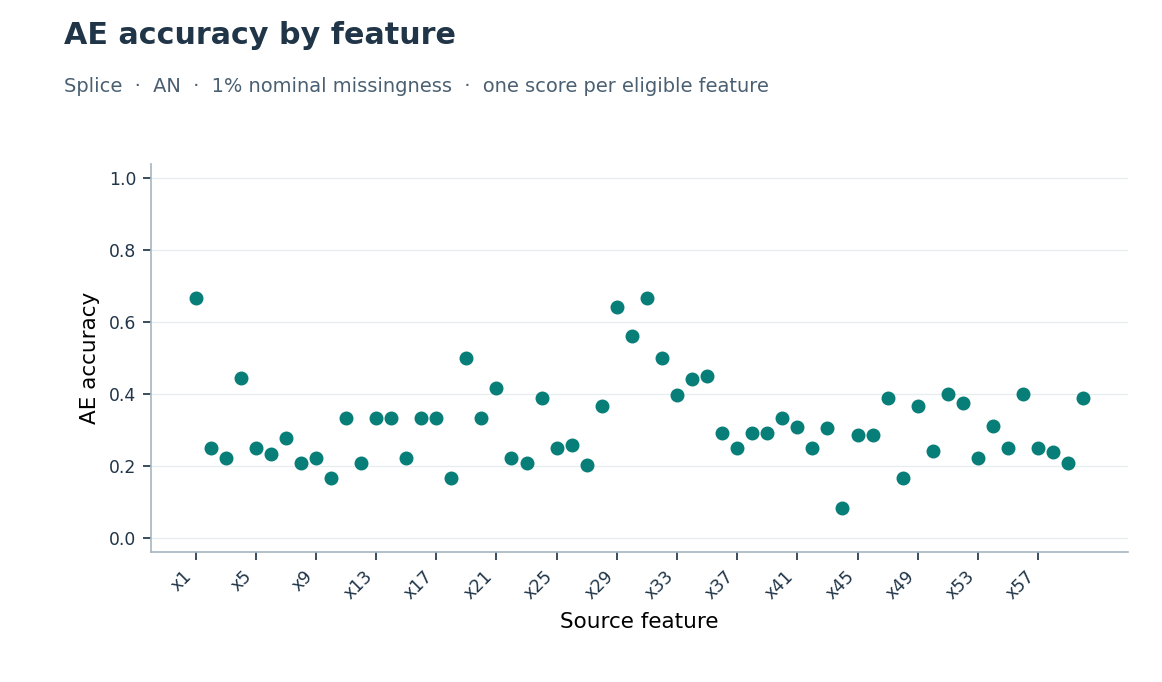 AE accuracy by feature
Splice · AN · 1% nominal missingness · one score per eligible feature
1.0
0.8
0.6
0.4
0.2
0.0
AE accuracy
x1 x5 x9 x13 x17 x21 x25 x29 x33 x37 x41 x45 x49 x53 x57
Source feature